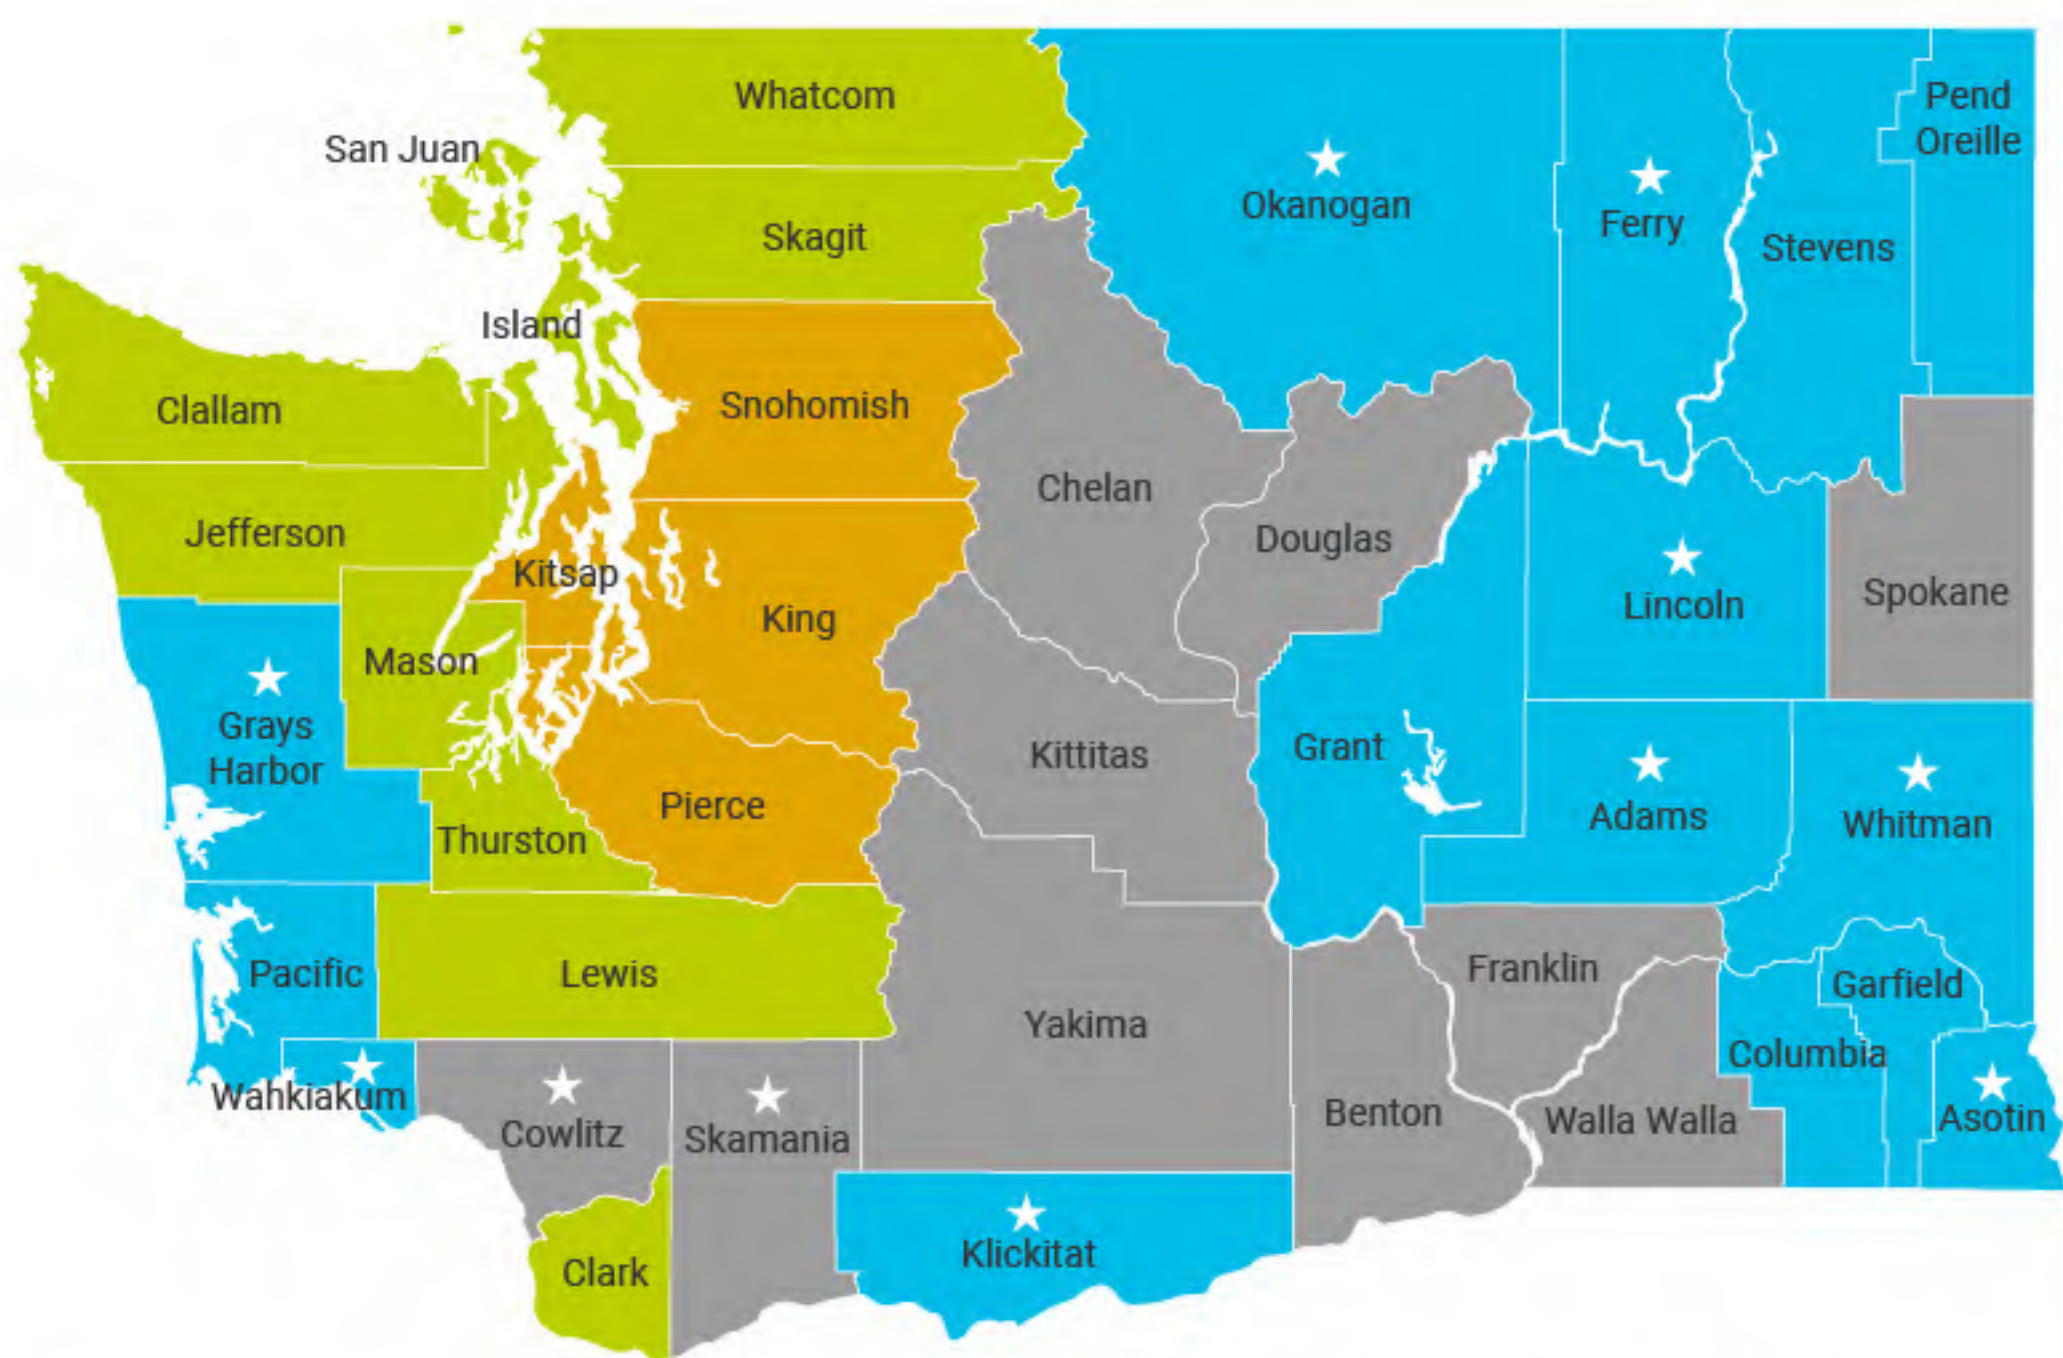 Whatcom
Pend
Oreille
San Juan
Okanogan
Ferry
Skagit
Stevens
Island
Snohomish
Clallam
Chelan
Jefferson
Douglas
Kitsap
Spokane
Lincoln
King
Mason
Grays
Harbor
Kittitas
Grant
Pierce
Adams
Whitman
Thurston
Pacific
Lewis
Franklin
Garfield
Yakima
Columbia
Wahkiakum
Cowlitz
Skamania
Benton
Walla Walla
Asotin
Klickitat
Clark